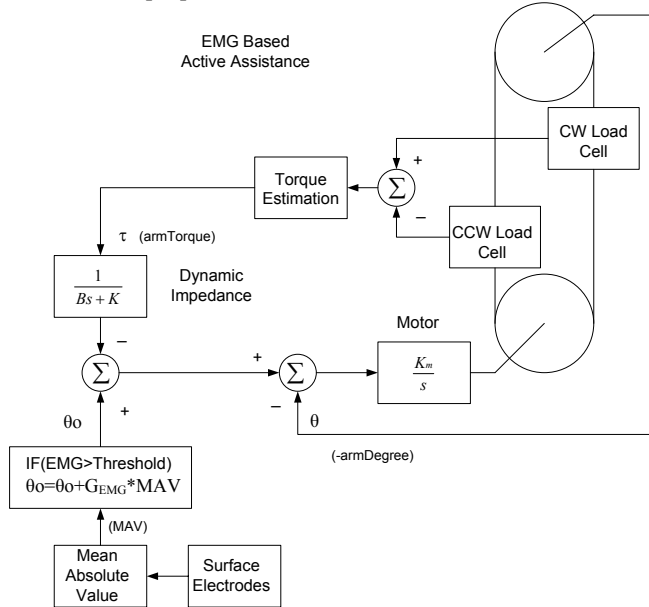 EMG Based
Active Assistance
CW Load
Cell
+
Σ
Torque
Estimation
−
CCW Load
Cell
τ (armTorque)
1
Bs + K
Dynamic
Impedance
Motor
−
Σ
+
Σ
Km
s
+
−
θo
θ
(-armDegree)
IF(EMG>Threshold)
θo=θo+GEMG*MAV
(MAV)
Mean
Absolute
Value
Surface
Electrodes